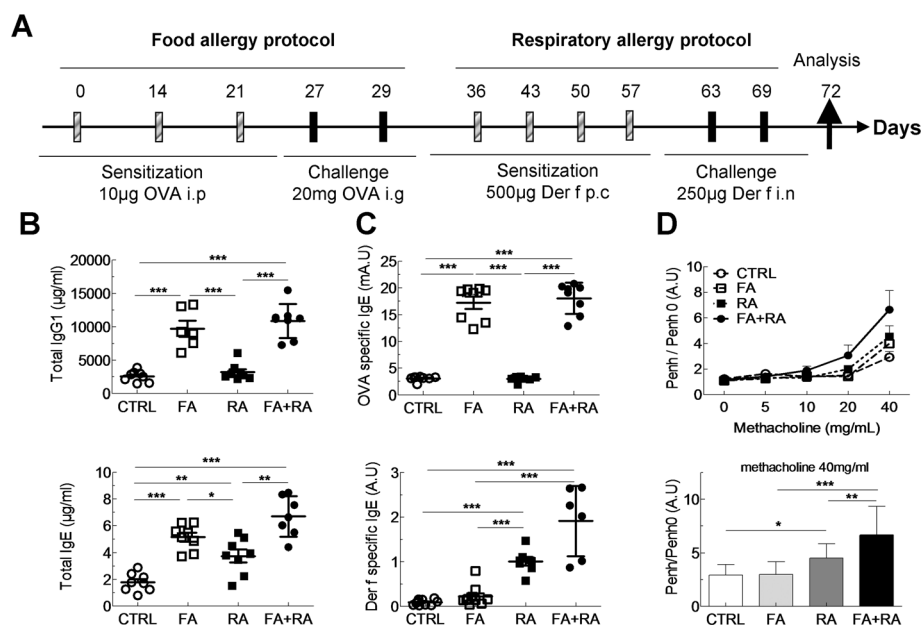 A
Food allergy protocol
Respiratory allergy protocol
Analysis
0 14 21 27 29 36 43 50 57 63 69 72
Days
Sensitization
10µg OVA i.p
Challenge
20mg OVA i.g
Sensitization
500µg Der f p.c
Challenge
250µg Der f i.n
B
Total IgG1 (µg/ml)
20000
15000
10000
5000
2500
0
***
***
***
***
CTRL FA RA FA+RA
Total IgE (µg/ml)
10
8
6
4
2
0
***
**
***
*
**
CTRL FA RA FA+RA
C
OVA specific IgE (mA.U)
25
20
15
10
5
0
***
***
***
***
CTRL FA RA FA+RA
Der f specific IgE (A.U)
3
2
1
0
***
***
***
***
CTRL FA RA FA+RA
D
Penh / Penh 0 (A.U)
10
8
6
4
2
0
CTRL
FA
RA
FA+RA
0 5 10 20 40
Methacholine (mg/mL)
methacholine 40mg/ml
Penh/Penh0 (A.U)
10
5
0
***
**
*
CTRL FA RA FA+RA